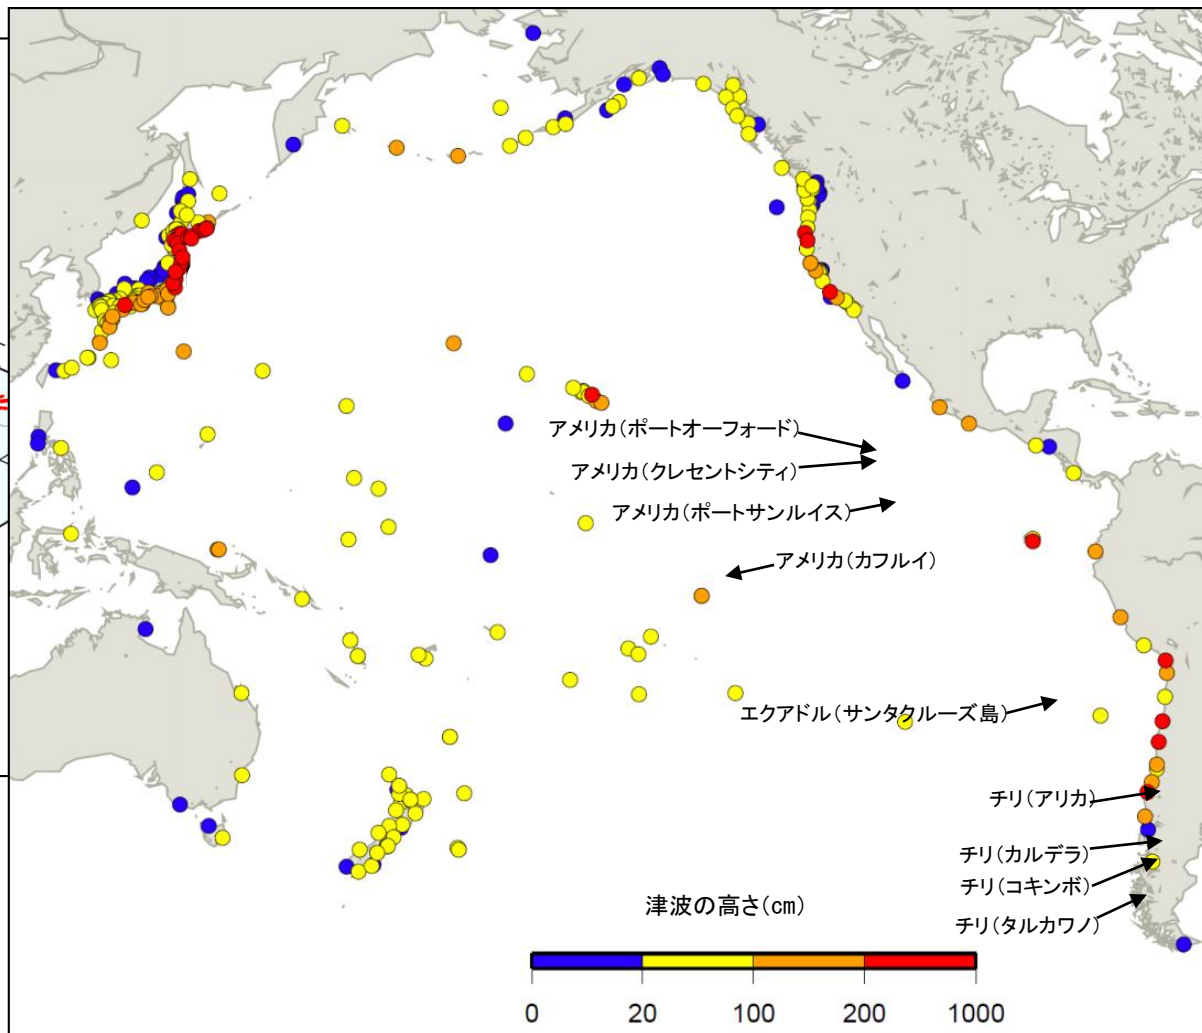 アメリカ(ポートオーフォード)
アメリカ(クレセントシティ)
アメリカ(ポートサンルイス)
アメリカ(カフルイ)
エクアドル(サンタクルーズ島)
チリ(アリカ)
チリ(カルデラ)
チリ(コキンボ)
チリ(タルカワノ)
津波の高さ(cm)
0 20 100 200 1000